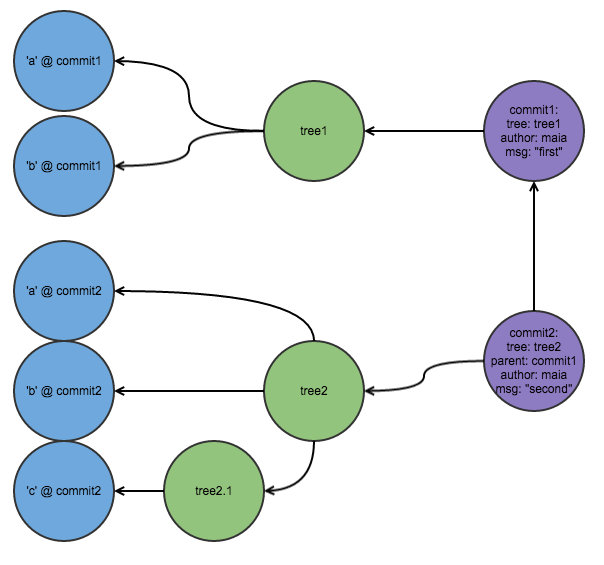 'a' @ commit1
'b' @ commit1
tree1
commit1:
tree: tree1
author: maia
msg: "first"
'a' @ commit2
'b' @ commit2
tree2
commit2:
tree: tree2
parent: commit1
author: maia
msg: "second"
'c' @ commit2
tree2.1